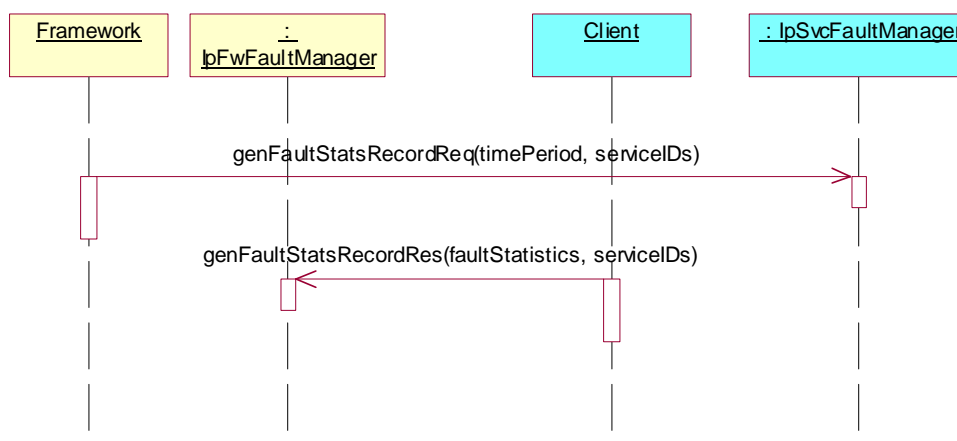 Framework
:
IpFwFaultManager
Client
: IpSvcFaultManager
genFaultStatsRecordReq(timePeriod, serviceIDs)
genFaultStatsRecordRes(faultStatistics, serviceIDs)